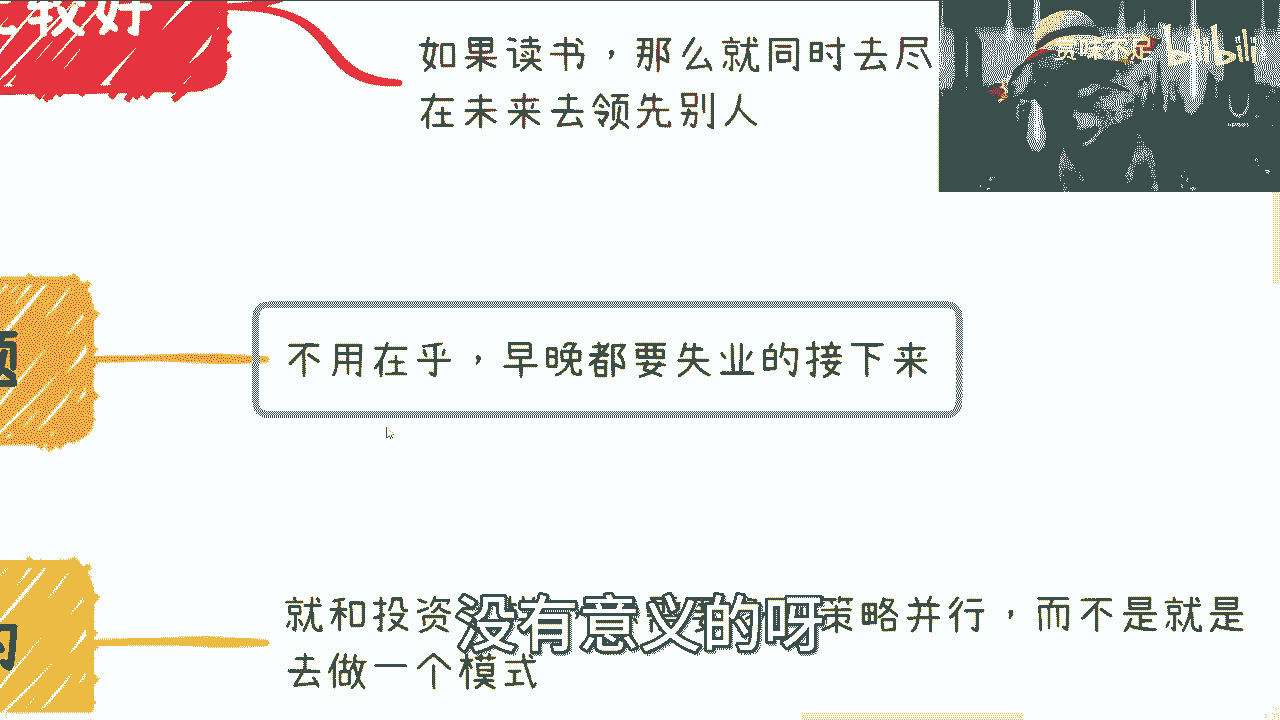 较好
如果读书，那么就同时去尽
在未来去领先别人
赏味不足
bilibili
题
不用在乎，早晚都要失业的接下来
的
就和投资 策略并行，而不是就是
去做一个模式
没有意义的呀